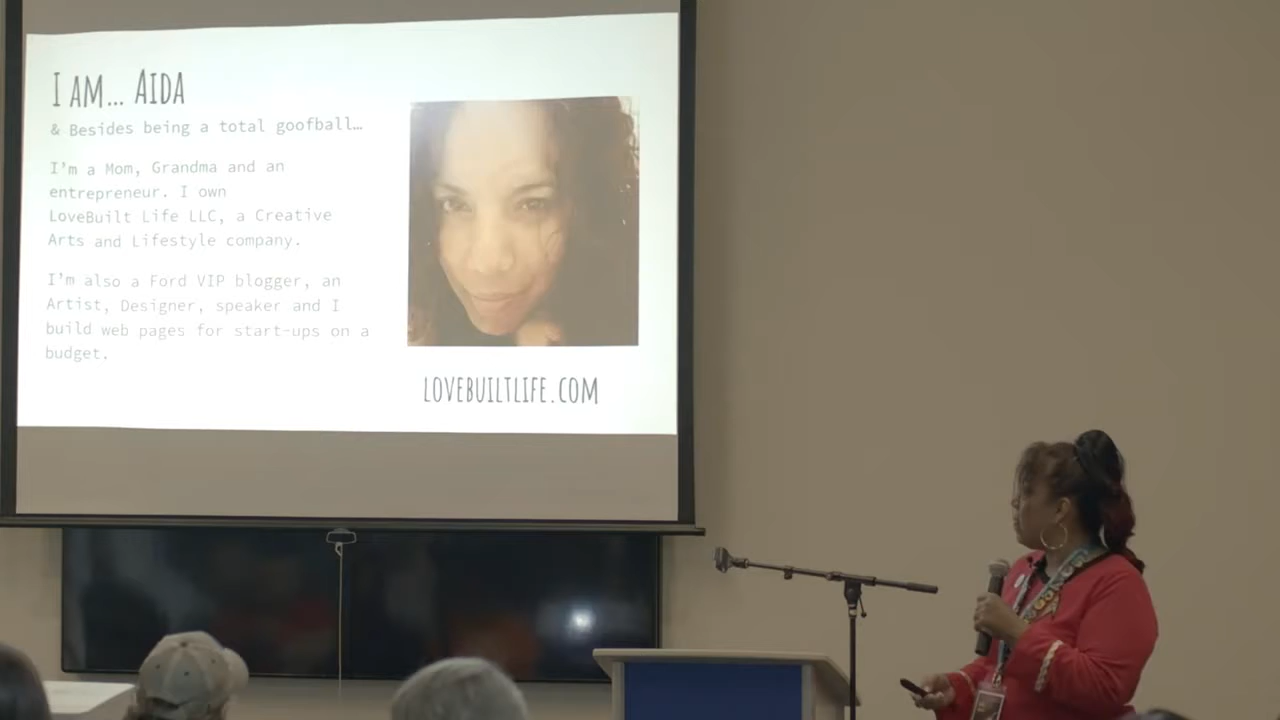 I AM... AIDA
& Besides being a total goofball…
I'm a Mom, Grandma and an
entrepreneur. I own
LoveBuilt Life LLC, a Creative
Arts and Lifestyle company.
I'm also a Ford VIP blogger, an
Artist, Designer, speaker and I
build web pages for start-ups on a
budget.
LOVEBUILTLIFE.COM